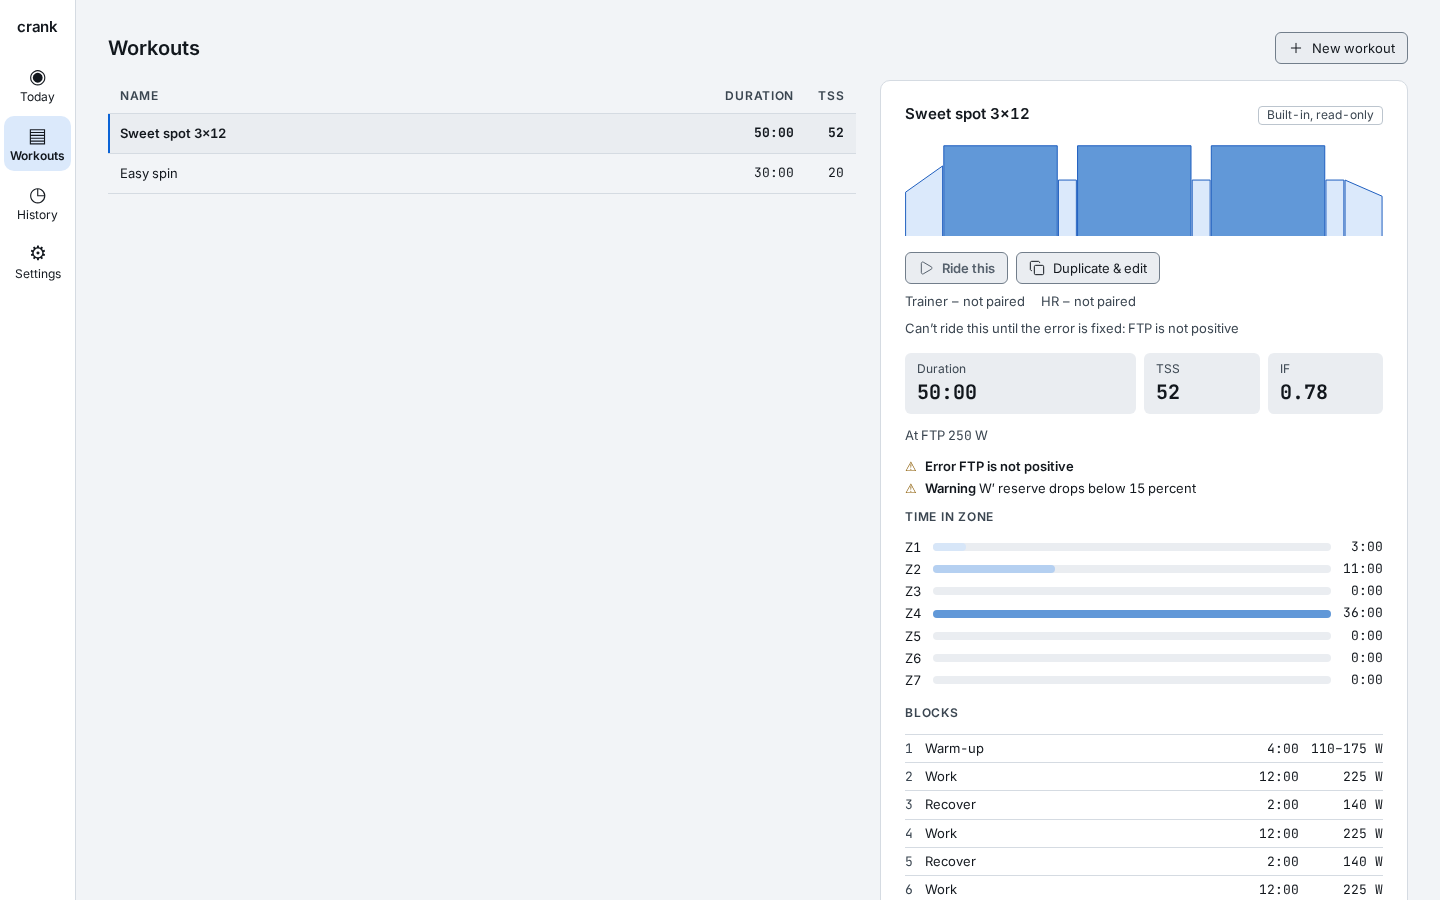 crank
Today
Workouts
History
Settings
Workouts
New workout
NAME DURATION TSS
Sweet spot 3×12 50:00 52
Easy spin 30:00 20
Sweet spot 3×12
Built-in, read-only
Ride this
Duplicate & edit
Trainer – not paired HR – not paired
Can’t ride this until the error is fixed: FTP is not positive
Duration
50:00
TSS
52
IF
0.78
At FTP 250 W
Error FTP is not positive
Warning W′ reserve drops below 15 percent
TIME IN ZONE
Z1 3:00
Z2 11:00
Z3 0:00
Z4 36:00
Z5 0:00
Z6 0:00
Z7 0:00
BLOCKS
1 Warm-up 4:00 110–175 W
2 Work 12:00 225 W
3 Recover 2:00 140 W
4 Work 12:00 225 W
5 Recover 2:00 140 W
6 Work 12:00 225 W